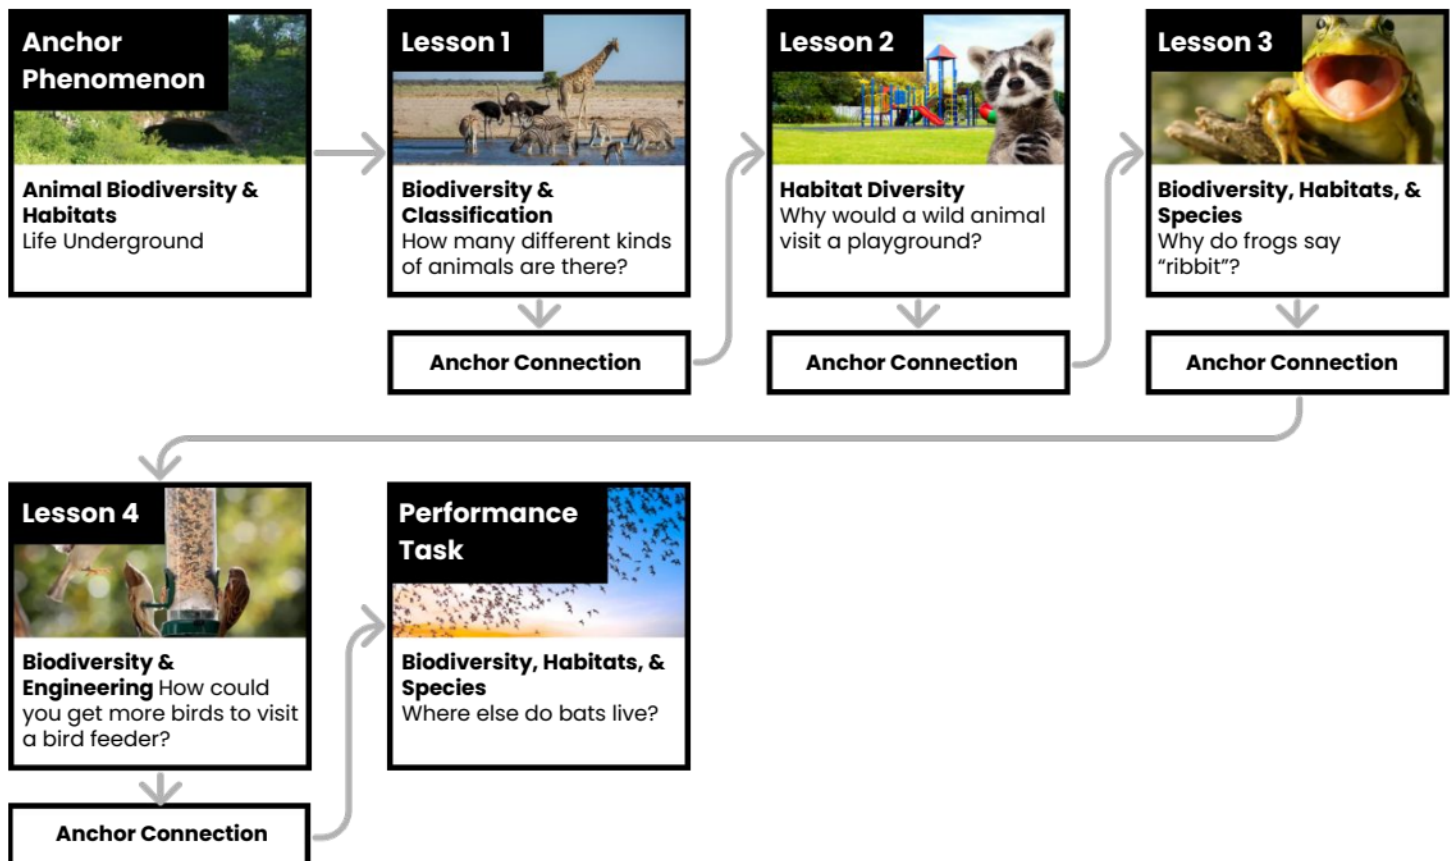 Anchor
Phenomenon
Animal Biodiversity &
Habitats
Life Underground
Lesson 1
Biodiversity &
Classification
How many different kinds
of animals are there?
Anchor Connection
Lesson 2
Habitat Diversity
Why would a wild animal
visit a playground?
Anchor Connection
Lesson 3
Biodiversity, Habitats, &
Species
Why do frogs say
“ribbit”?
Anchor Connection
Lesson 4
Biodiversity &
Engineering How could
you get more birds to visit
a bird feeder?
Anchor Connection
Performance
Task
Biodiversity, Habitats, &
Species
Where else do bats live?